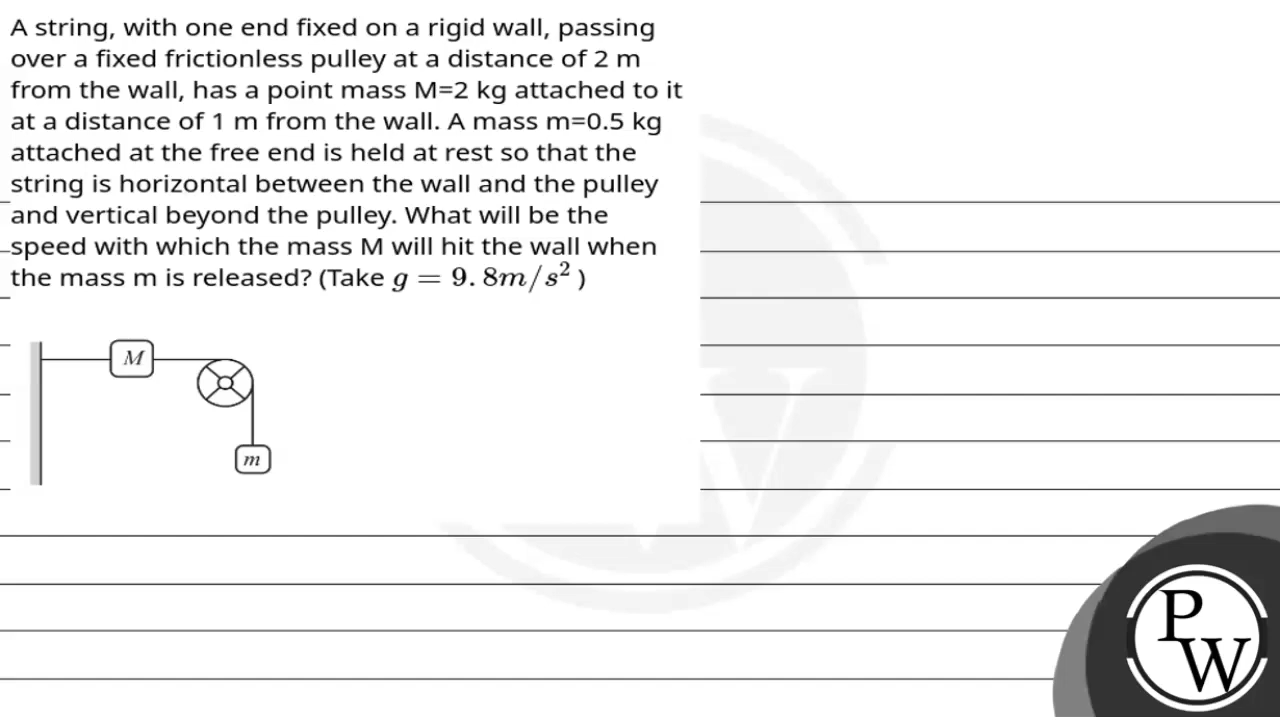 A string, with one end fixed on a rigid wall, passing
over a fixed frictionless pulley at a distance of 2 m
from the wall, has a point mass M=2 kg attached to it
at a distance of 1 m from the wall. A mass m=0.5 kg
attached at the free end is held at rest so that the
string is horizontal between the wall and the pulley
and vertical beyond the pulley. What will be the
speed with which the mass M will hit the wall when
the mass m is released? (Take g = 9. 8m/s² )
M
m
P
W